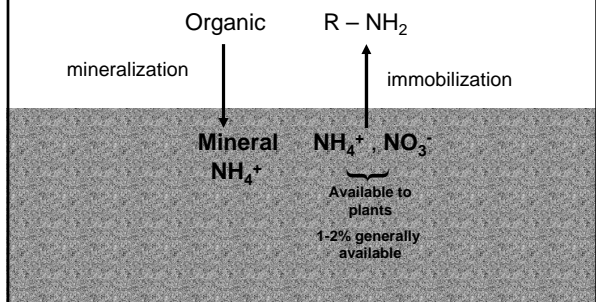 Organic R – NH₂
mineralization
immobilization
Mineral NH₄⁺ , NO₃⁻
NH₄⁺
Available to
plants
1-2% generally
available